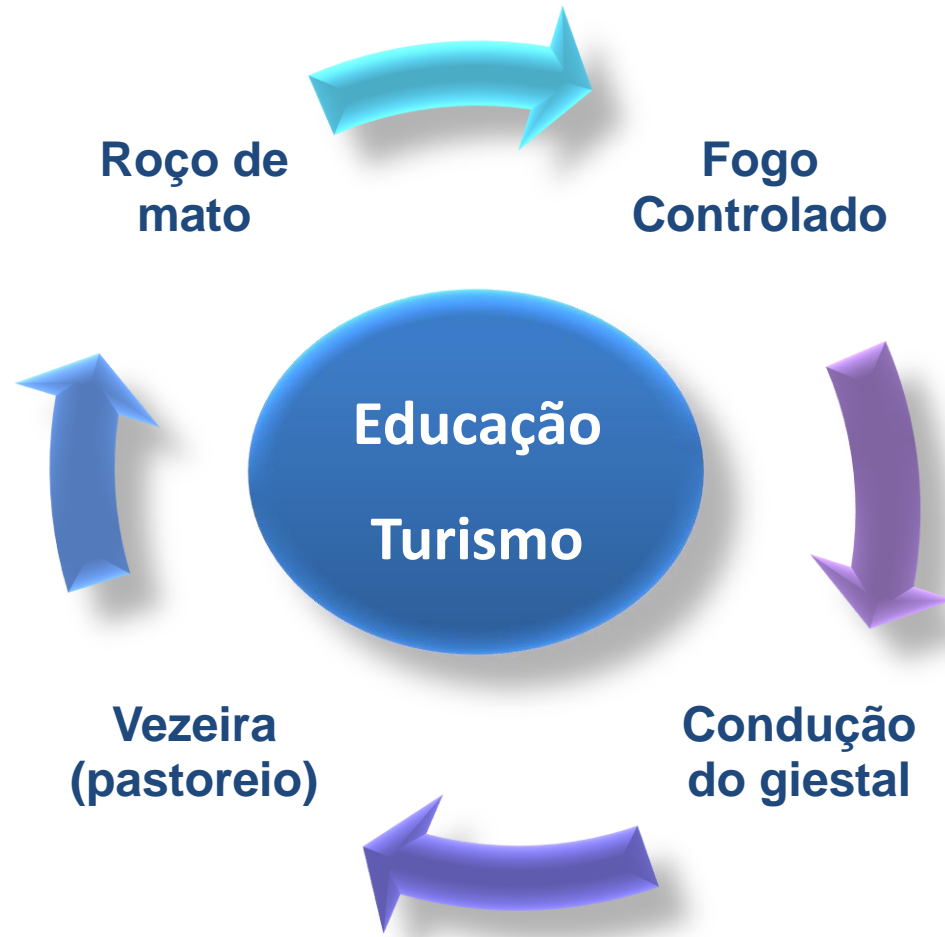 Roço de
mato
Fogo
Controlado
Educação
Turismo
Vezeira
(pastoreio)
Condução
do giestal